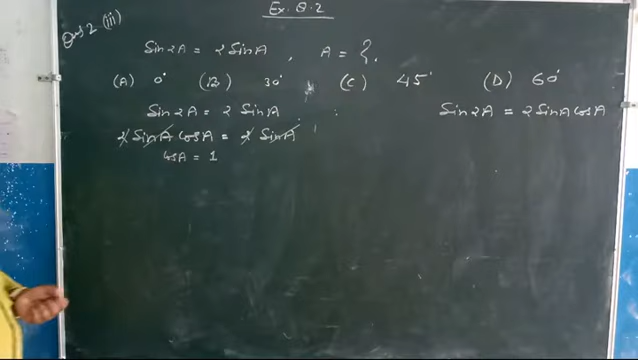 Ex. 8.2
Ques 2 (iii)
Sin 2A = 2 Sin A , A = ?
(A) 0° (B) 30° (C) 45° (D) 60°
Sin 2A = 2 Sin A
Sin 2A = 2 Sin A Cos A
2 Sin A Cos A = 2 Sin A
Cos A = 1